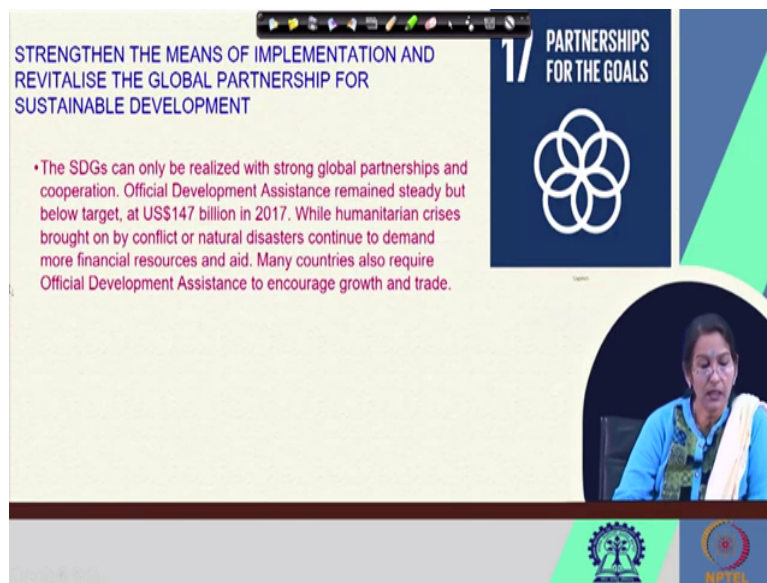 STRENGTHEN THE MEANS OF IMPLEMENTATION AND
REVITALISE THE GLOBAL PARTNERSHIP FOR
SUSTAINABLE DEVELOPMENT
17 PARTNERSHIPS
FOR THE GOALS
•The SDGs can only be realized with strong global partnerships and
cooperation. Official Development Assistance remained steady but
below target, at US$147 billion in 2017. While humanitarian crises
brought on by conflict or natural disasters continue to demand
more financial resources and aid. Many countries also require
Official Development Assistance to encourage growth and trade.
NPTEL